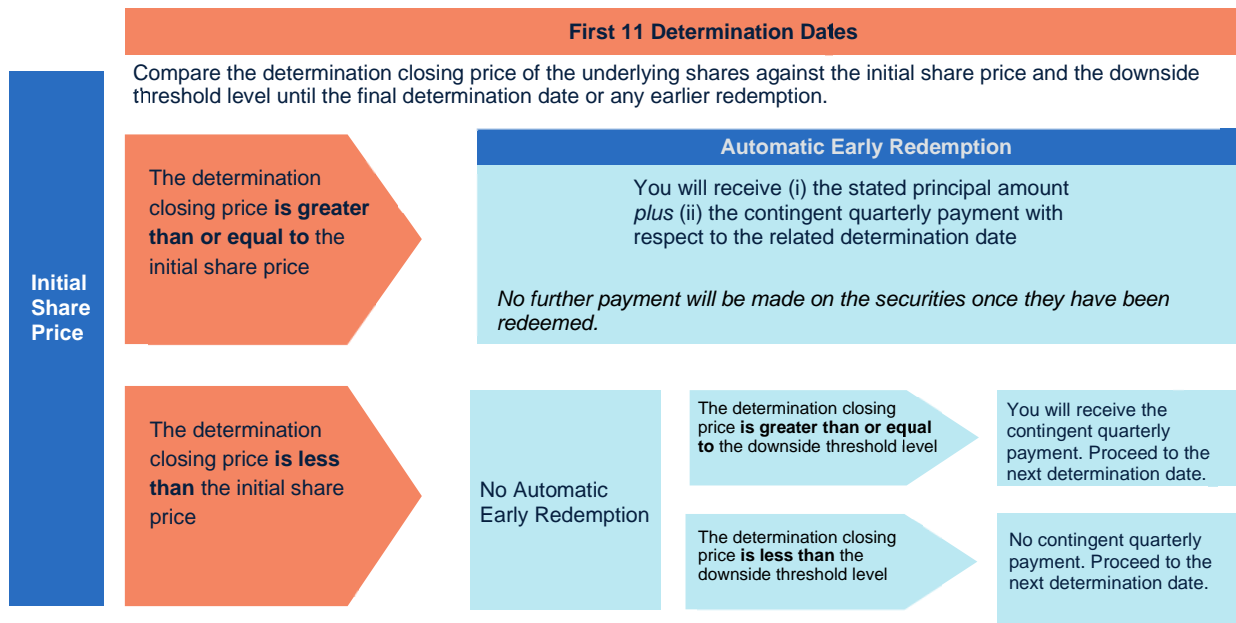 First 11 Determination Dates
Compare the determination closing price of the underlying shares against the initial share price and the downside
threshold level until the final determination date or any earlier redemption.
Initial
Share
Price
The determination
closing price is greater
than or equal to the
initial share price
Automatic Early Redemption
You will receive (i) the stated principal amount
plus (ii) the contingent quarterly payment with
respect to the related determination date
No further payment will be made on the securities once they have been
redeemed.
The determination
closing price is less
than the initial share
price
No Automatic
Early Redemption
The determination closing
price is greater than or equal
to the downside threshold level
You will receive the
contingent quarterly
payment. Proceed to the
next determination date.
The determination closing
price is less than the
downside threshold level
No contingent quarterly
payment. Proceed to the
next determination date.